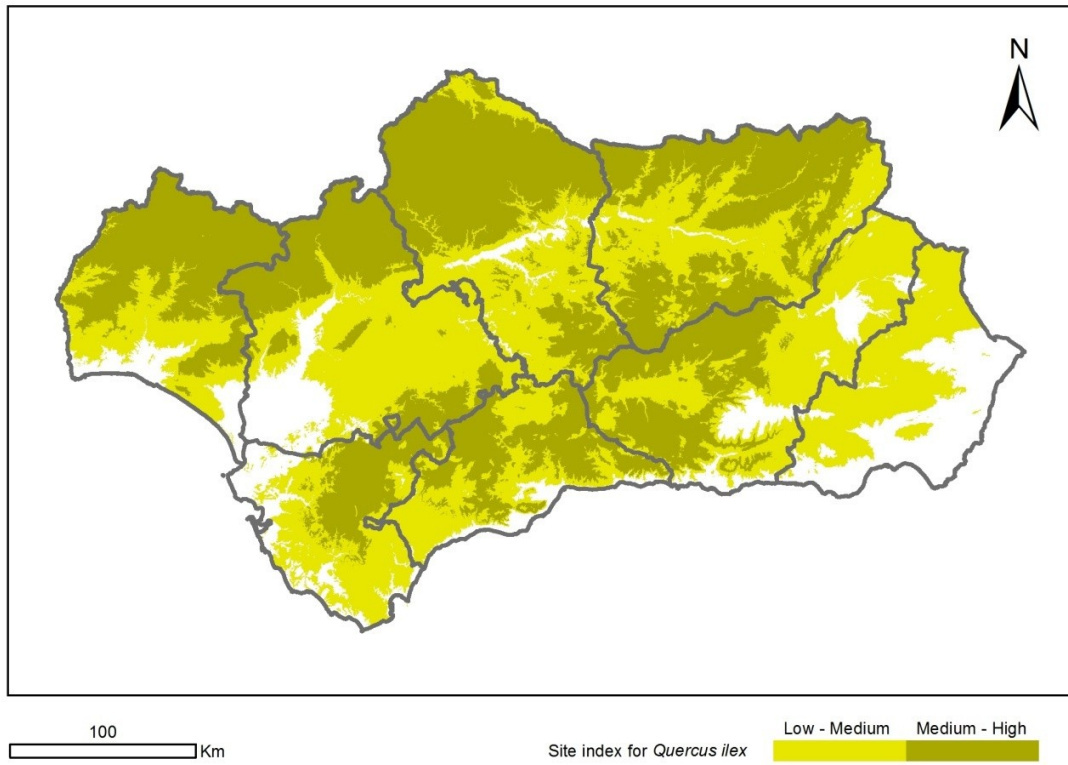 N
100
Km
Site index for Quercus ilex
Low - Medium
Medium - High